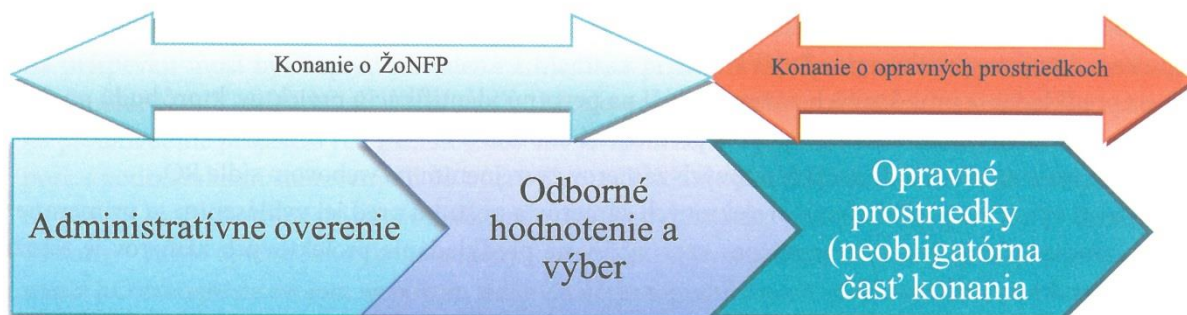 Konanie o ŽoNFP
Konanie o opravných prostriedkoch
Administratívne overenie
Odborné
hodnotenie a
výber
Opravné
prostriedky
(neobligatórna
časť konania